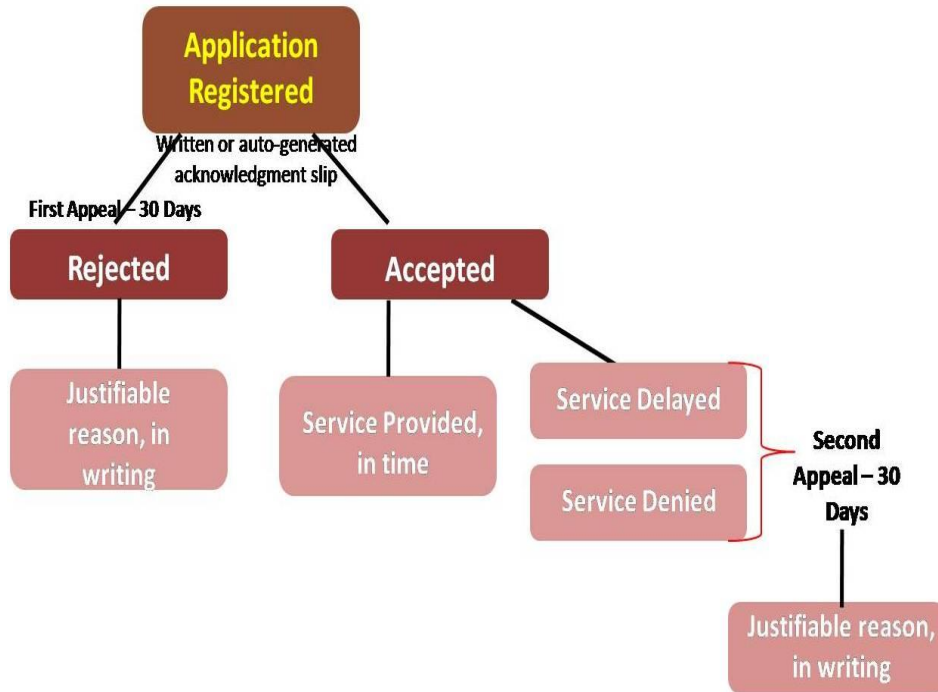 Application
Registered
Written or auto-generated
acknowledgment slip
First Appeal – 30 Days
Rejected
Accepted
Justifiable
reason, in
writing
Service Provided,
in time
Service Delayed
Service Denied
Second
Appeal – 30
Days
Justifiable reason,
in writing